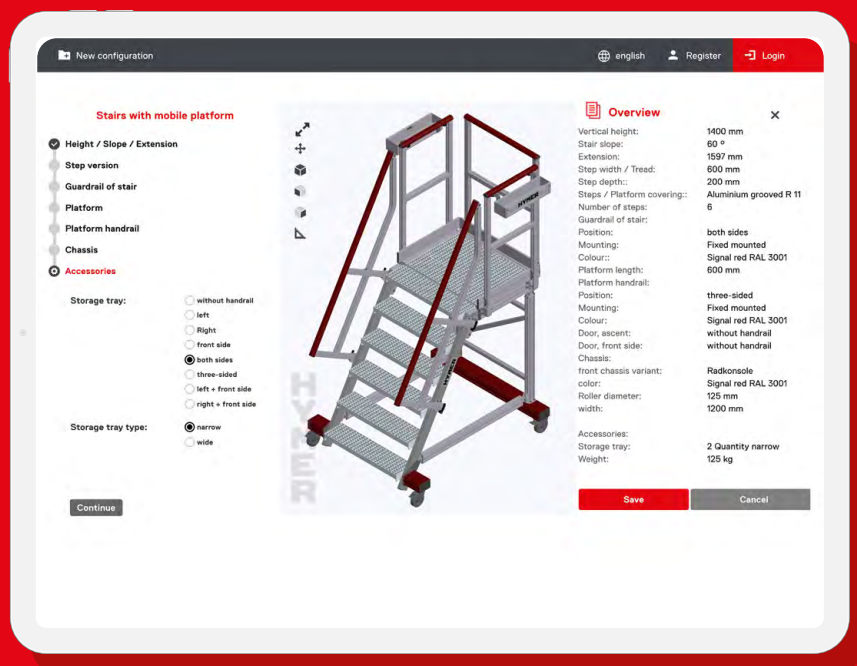 New configuration
english
Register
Login
Stairs with mobile platform
Height / Slope / Extension
Step version
Guardrail of stair
Platform
Platform handrail
Chassis
Accessories
Storage tray:
without handrail
left
Right
front side
both sides
three-sided
left + front side
right + front side
Storage tray type:
narrow
wide
Continue
HYMER
HYMER
HYMER
Overview
Vertical height: 1400 mm
Stair slope: 60 °
Extension: 1597 mm
Step width / Tread: 600 mm
Step depth:: 200 mm
Steps / Platform covering:: Aluminium grooved R 11
Number of steps: 6
Guardrail of stair:
Position: both sides
Mounting: Fixed mounted
Colour:: Signal red RAL 3001
Platform length: 600 mm
Platform handrail:
Position: three-sided
Mounting: Fixed mounted
Colour: Signal red RAL 3001
Door, ascent: without handrail
Door, front side: without handrail
Chassis:
front chassis variant: Radkonsole
color: Signal red RAL 3001
Roller diameter: 125 mm
width: 1200 mm
Accessories:
Storage tray: 2 Quantity narrow
Weight: 125 kg
Save
Cancel